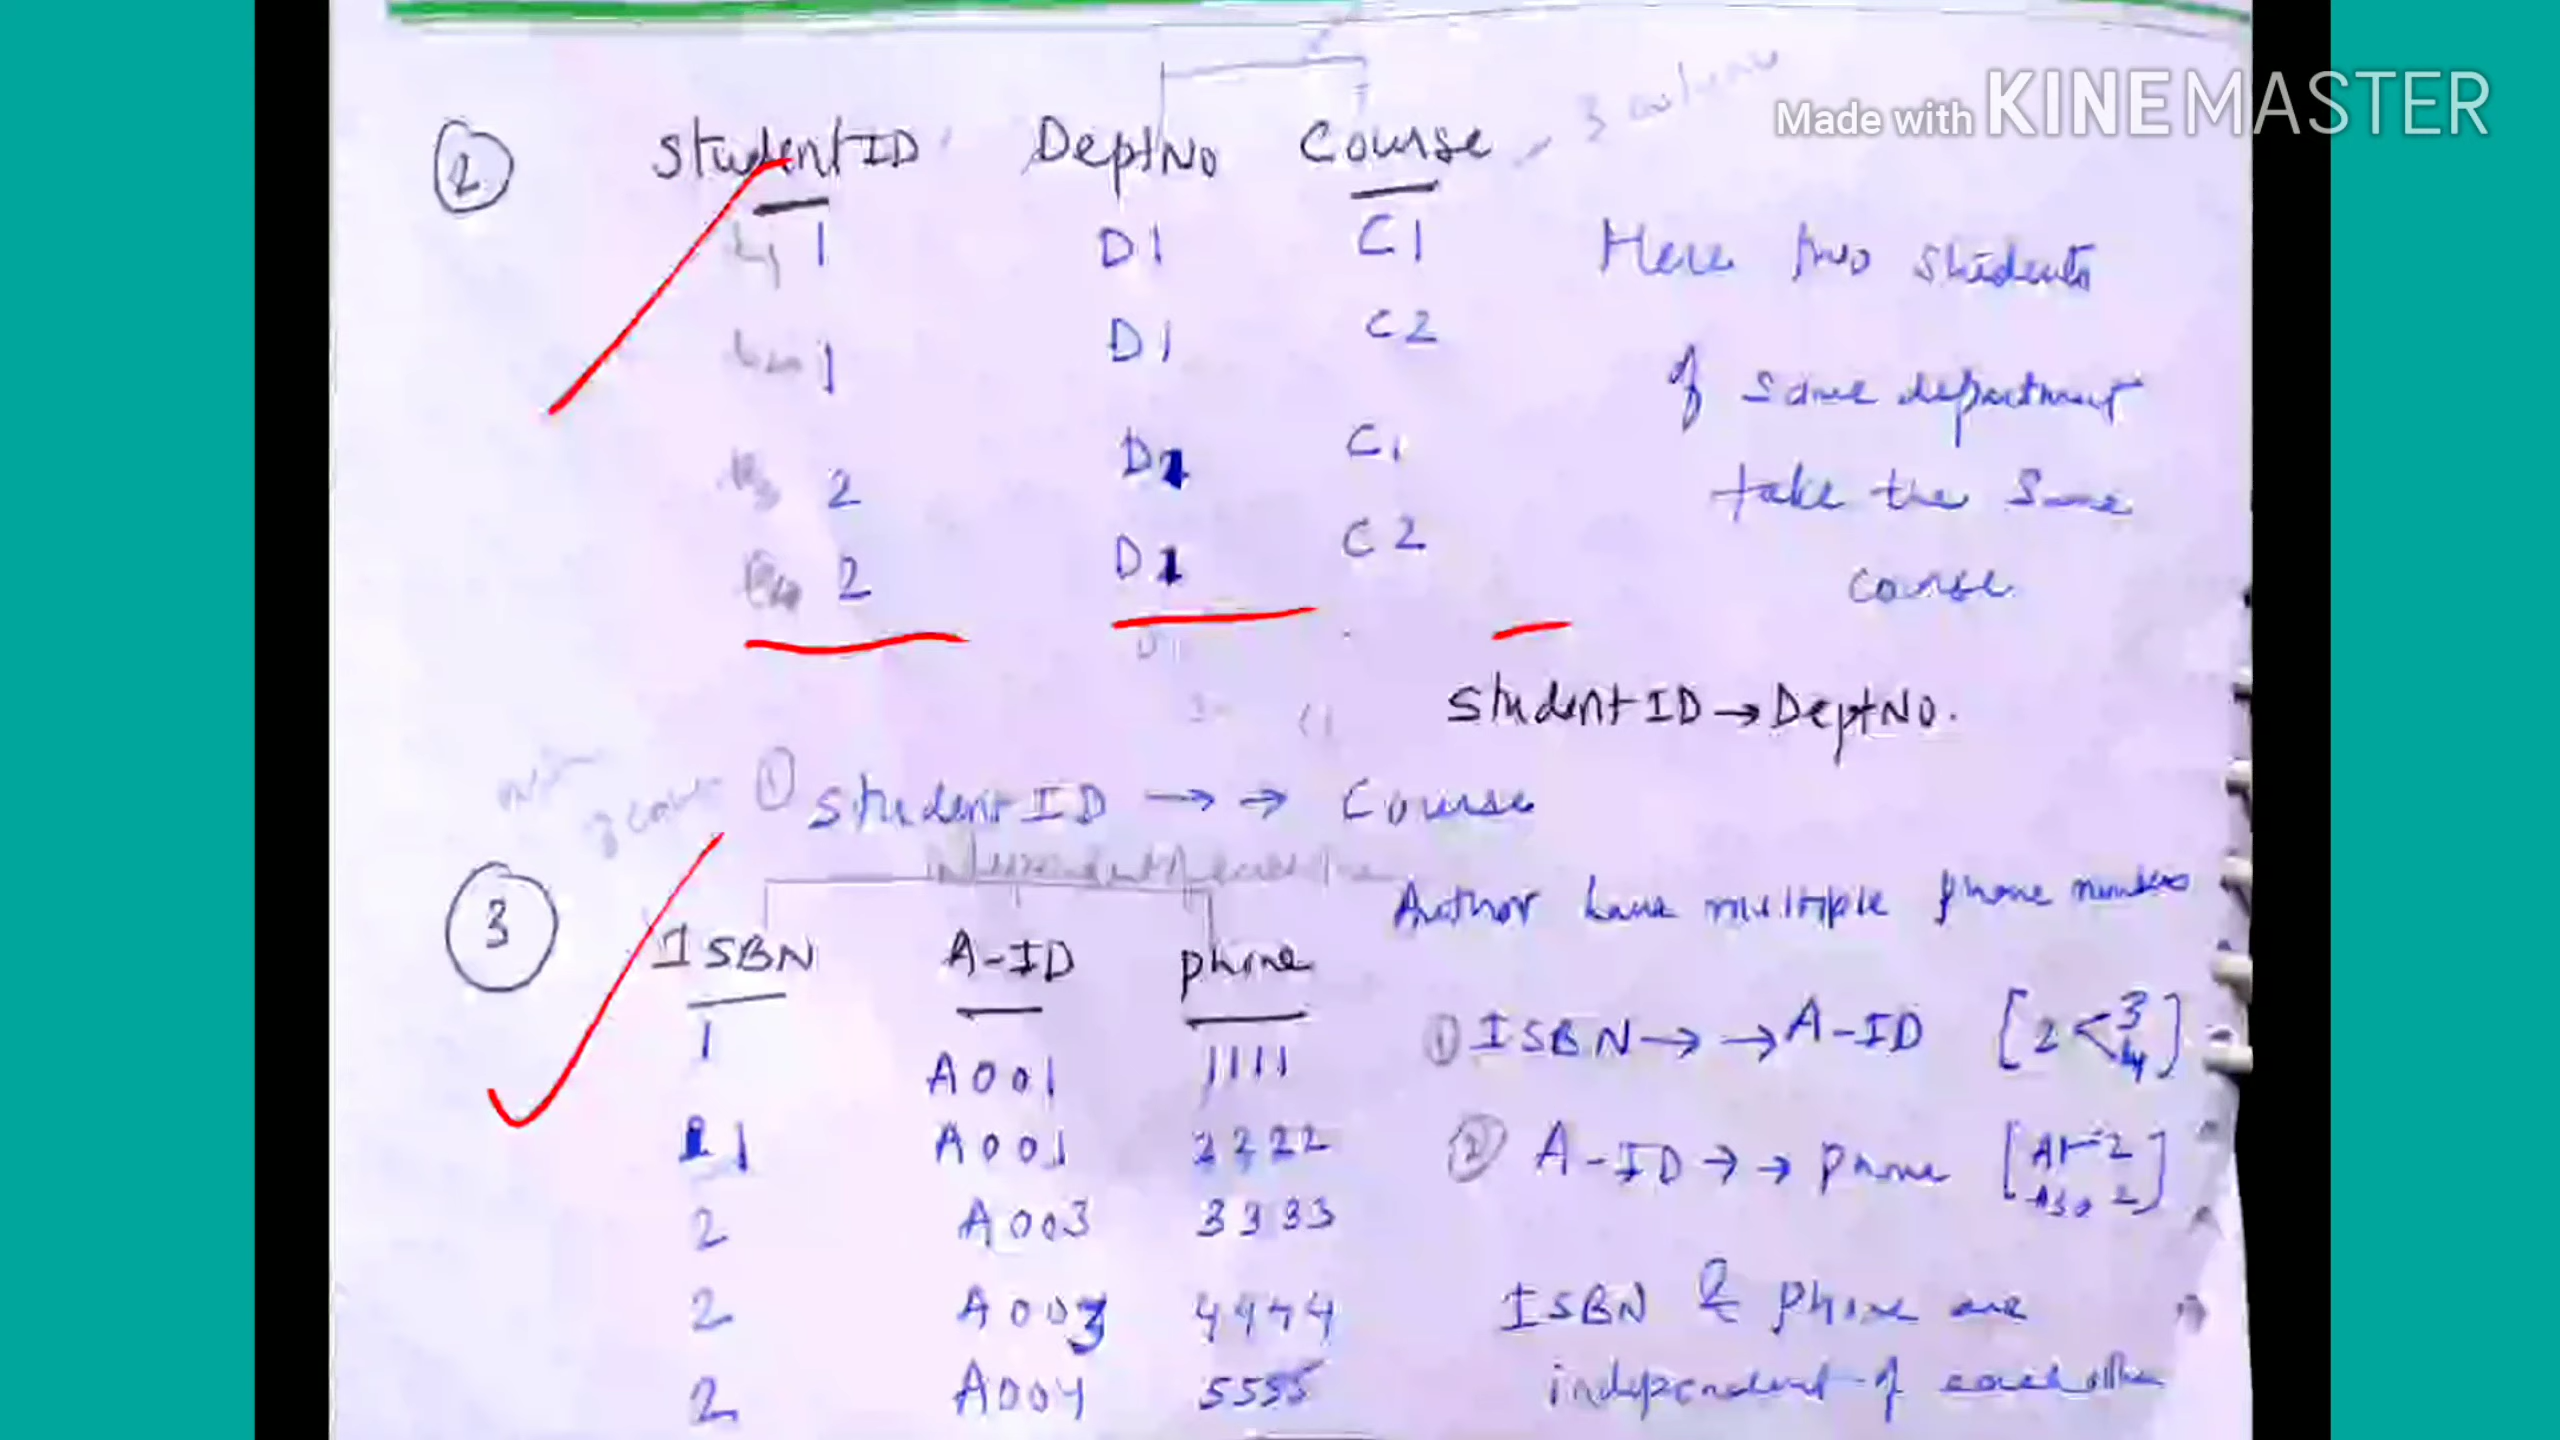 Made with KINEMASTER
2 StudentID DeptNo Course
1 D1 C1
1 D1 C2
2 D1 C1
2 D1 C2
Here two students
of same department
take the same
course
StudentID → DeptNo.
1 StudentID →→ Course
3 ISBN A-ID phone
1 A001 1111
1 A001 2222
2 A003 3333
2 A003 4444
2 A004 5555
Author have multiple phone numbers
1 ISBN →→ A-ID [2 < 3 4]
2 A-ID →→ phone
ISBN & phone are
independent of each other